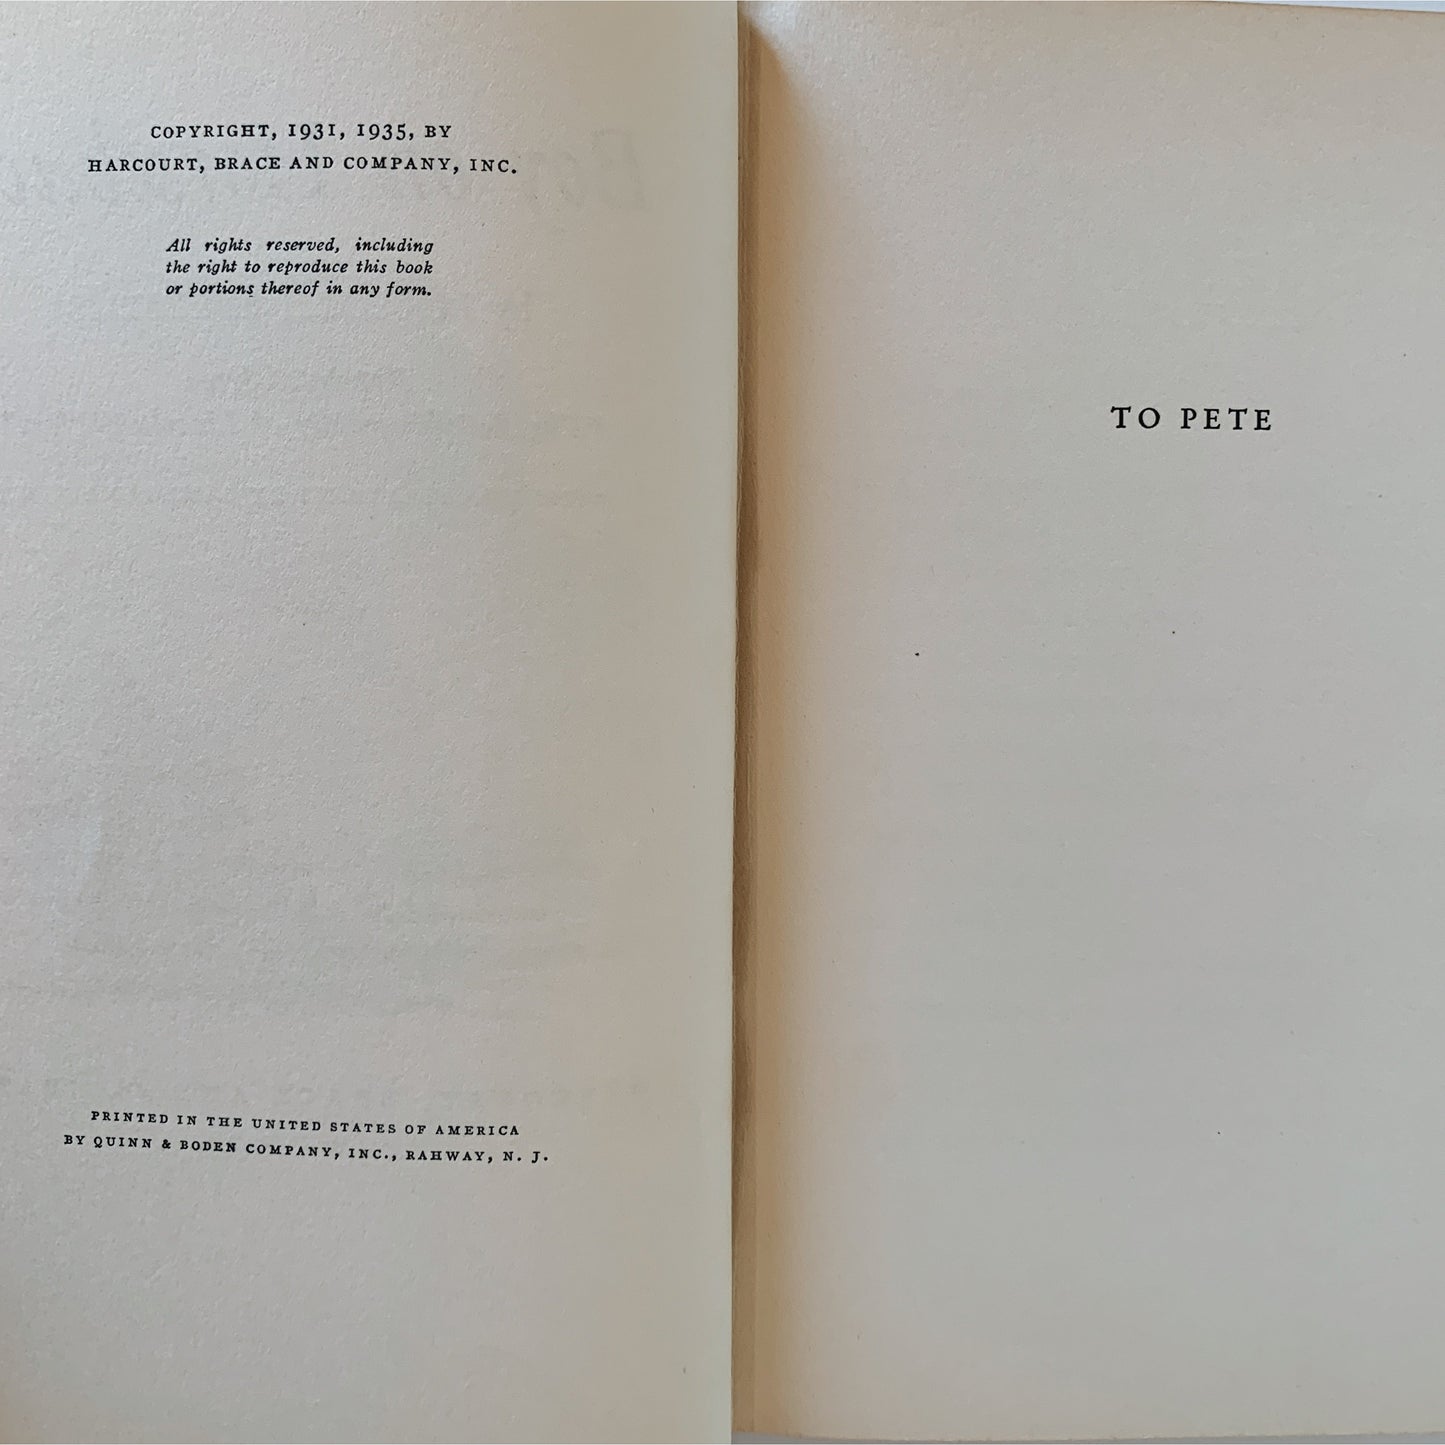 COPYRIGHT, 1931, 1935, BY
HARCOURT, BRACE AND COMPANY, INC.
All rights reserved, including
the right to reproduce this book
or portions thereof in any form.
PRINTED IN THE UNITED STATES OF AMERICA
BY QUINN & BODEN COMPANY, INC., RAHWAY, N. J.
TO PETE